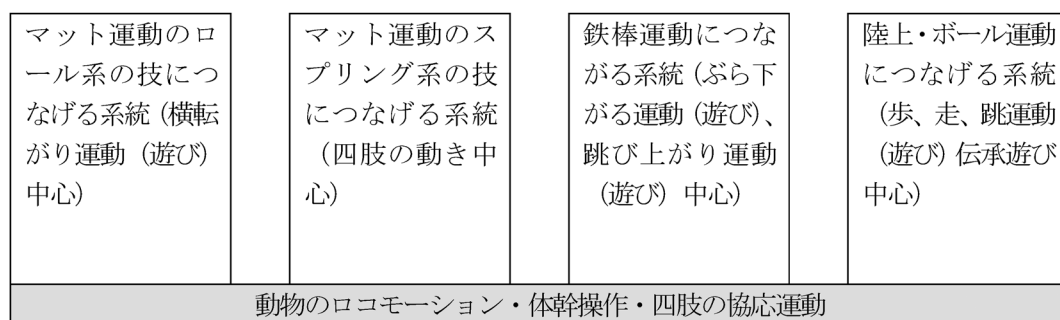 マット運動のロ
ール系の技につ
なげる系統（横転
がり運動（遊び）
中心）
マット運動のス
プリング系の技
につなげる系統
（四肢の動き中
心）
鉄棒運動につな
がる系統（ぶら下
がる運動（遊び）、
跳び上がり運動
（遊び）中心）
陸上・ボール運動
につなげる系統
（歩、走、跳運動
（遊び）伝承遊び
中心）
動物のロコモーション・体幹操作・四肢の協応運動